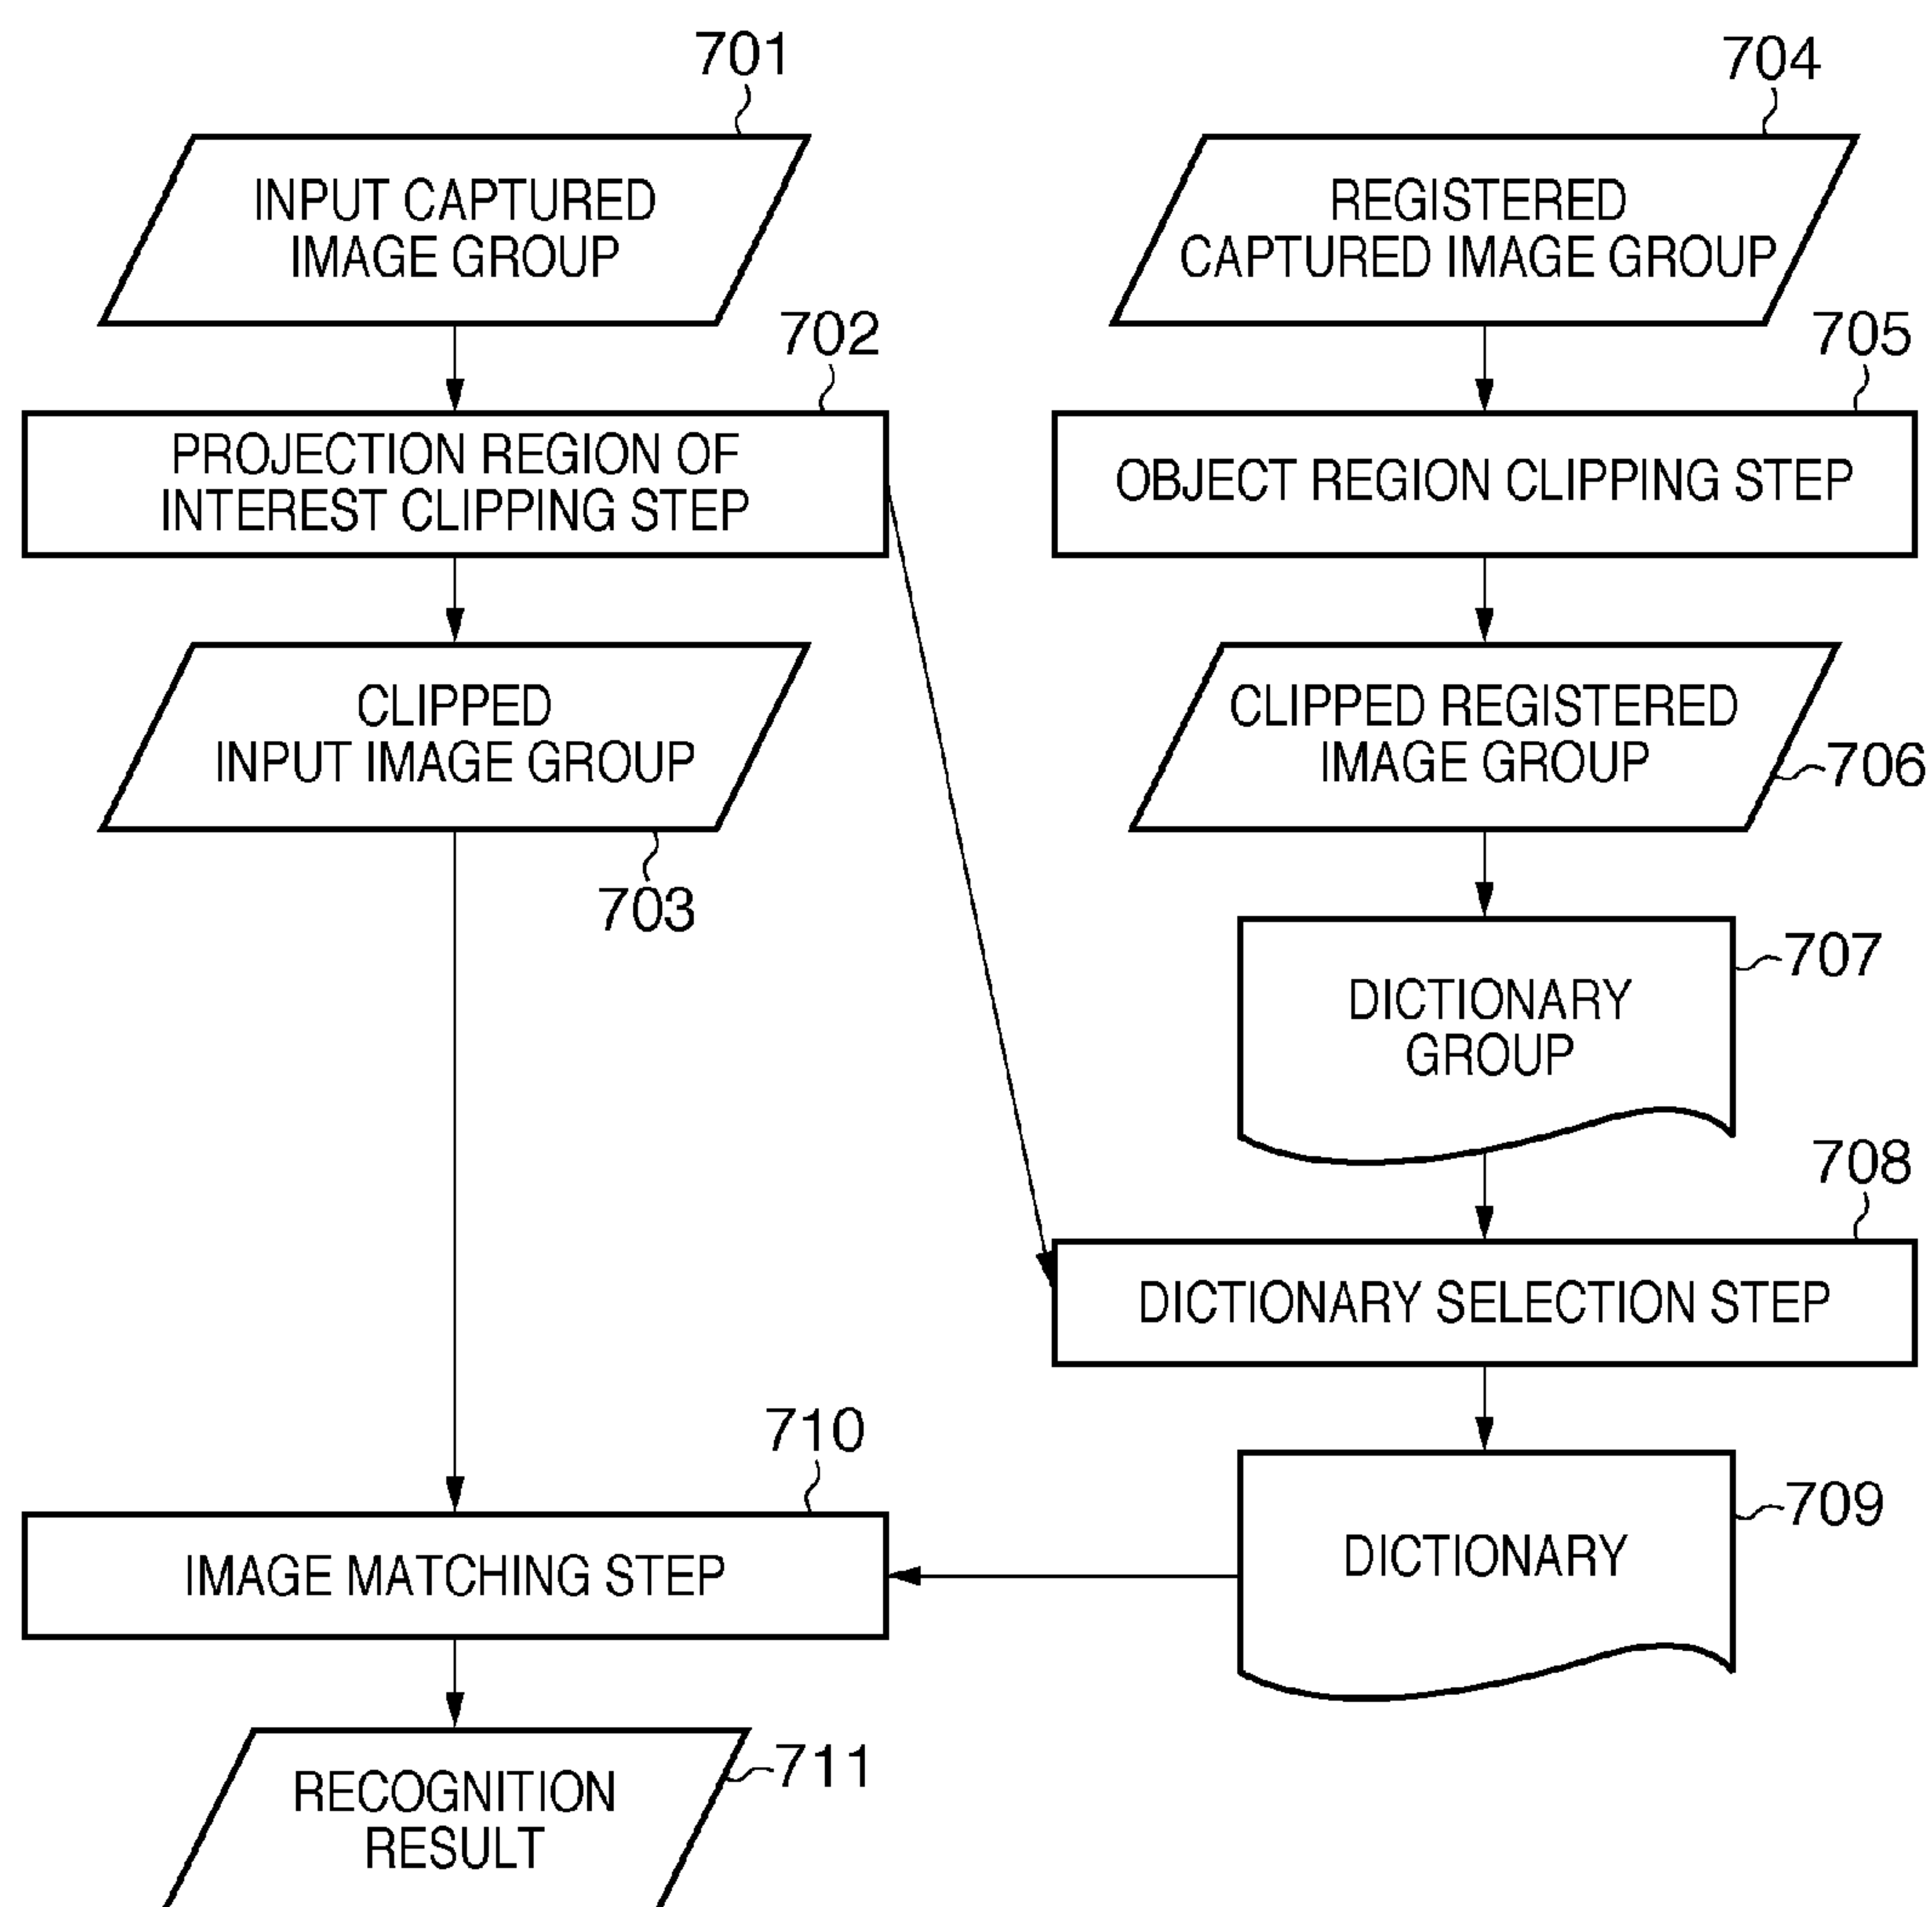 701
INPUT CAPTURED
IMAGE GROUP
702
PROJECTION REGION OF
INTEREST CLIPPING STEP
CLIPPED
INPUT IMAGE GROUP
703
710
IMAGE MATCHING STEP
RECOGNITION
RESULT
711
704
REGISTERED
CAPTURED IMAGE GROUP
705
OBJECT REGION CLIPPING STEP
CLIPPED REGISTERED
IMAGE GROUP
706
707
DICTIONARY
GROUP
708
DICTIONARY SELECTION STEP
709
DICTIONARY